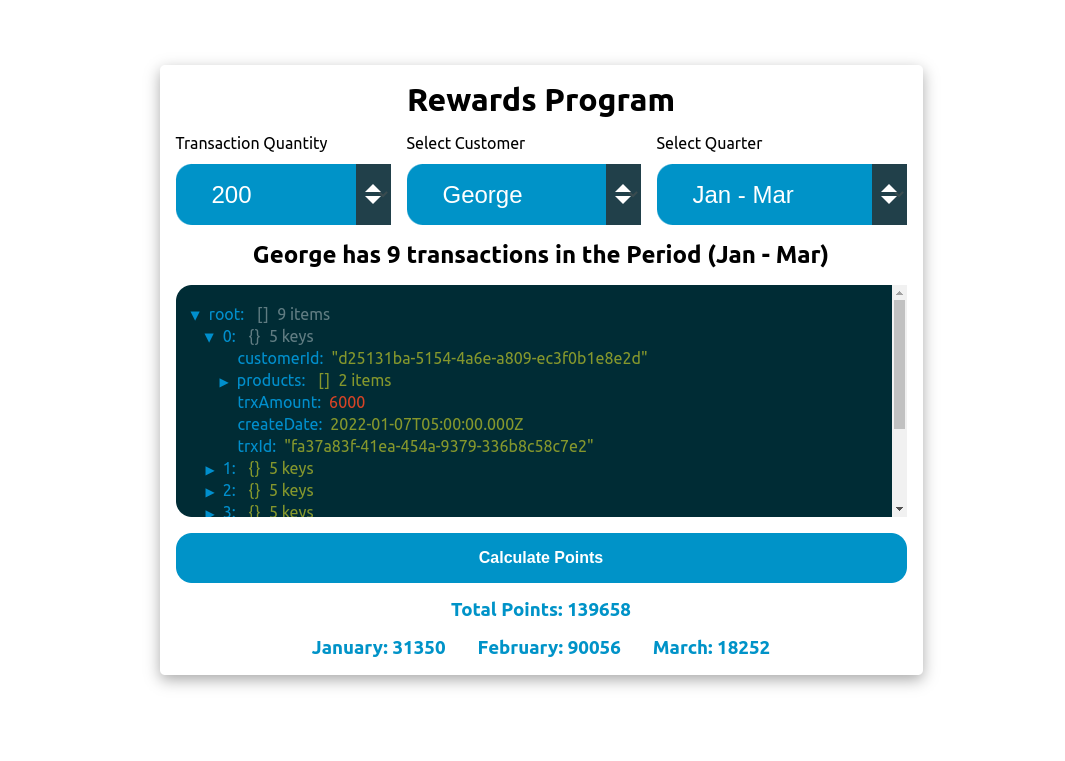 Rewards Program
Transaction Quantity Select Customer Select Quarter
200 George Jan - Mar
George has 9 transactions in the Period (Jan - Mar)
▼ root: [] 9 items
▼ 0: {} 5 keys
customerId: "d25131ba-5154-4a6e-a809-ec3f0b1e8e2d"
▶ products: [] 2 items
trxAmount: 6000
createDate: 2022-01-07T05:00:00.000Z
trxId: "fa37a83f-41ea-454a-9379-336b8c58c7e2"
▶ 1: {} 5 keys
▶ 2: {} 5 keys
▶ 3: {} 5 keys
Calculate Points
Total Points: 139658
January: 31350 February: 90056 March: 18252